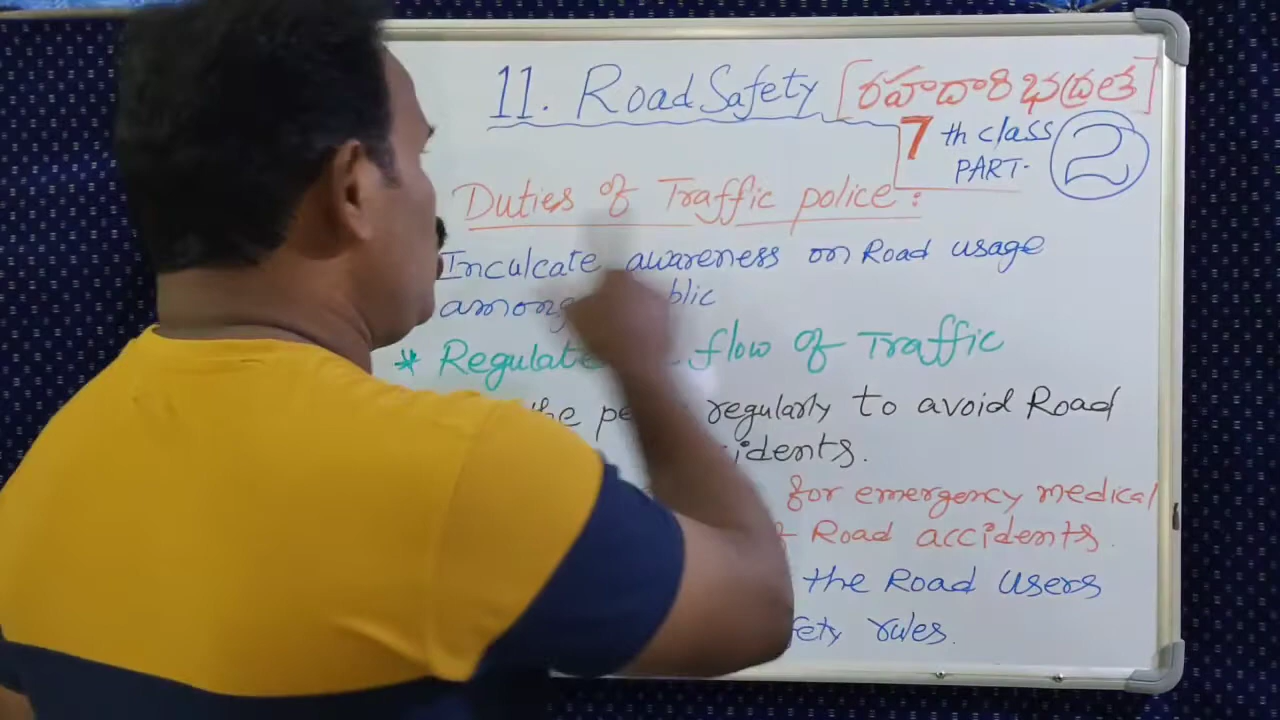 11. Road Safety [రహదారి భద్రత]
7 th class
PART- 2
Duties of Traffic police :
Inculcate awareness on Road usage
among blic
* Regulate flow of Traffic
the pe regularly to avoid Road
idents.
for emergency medical
Road accidents.
the Road users
fety rules.